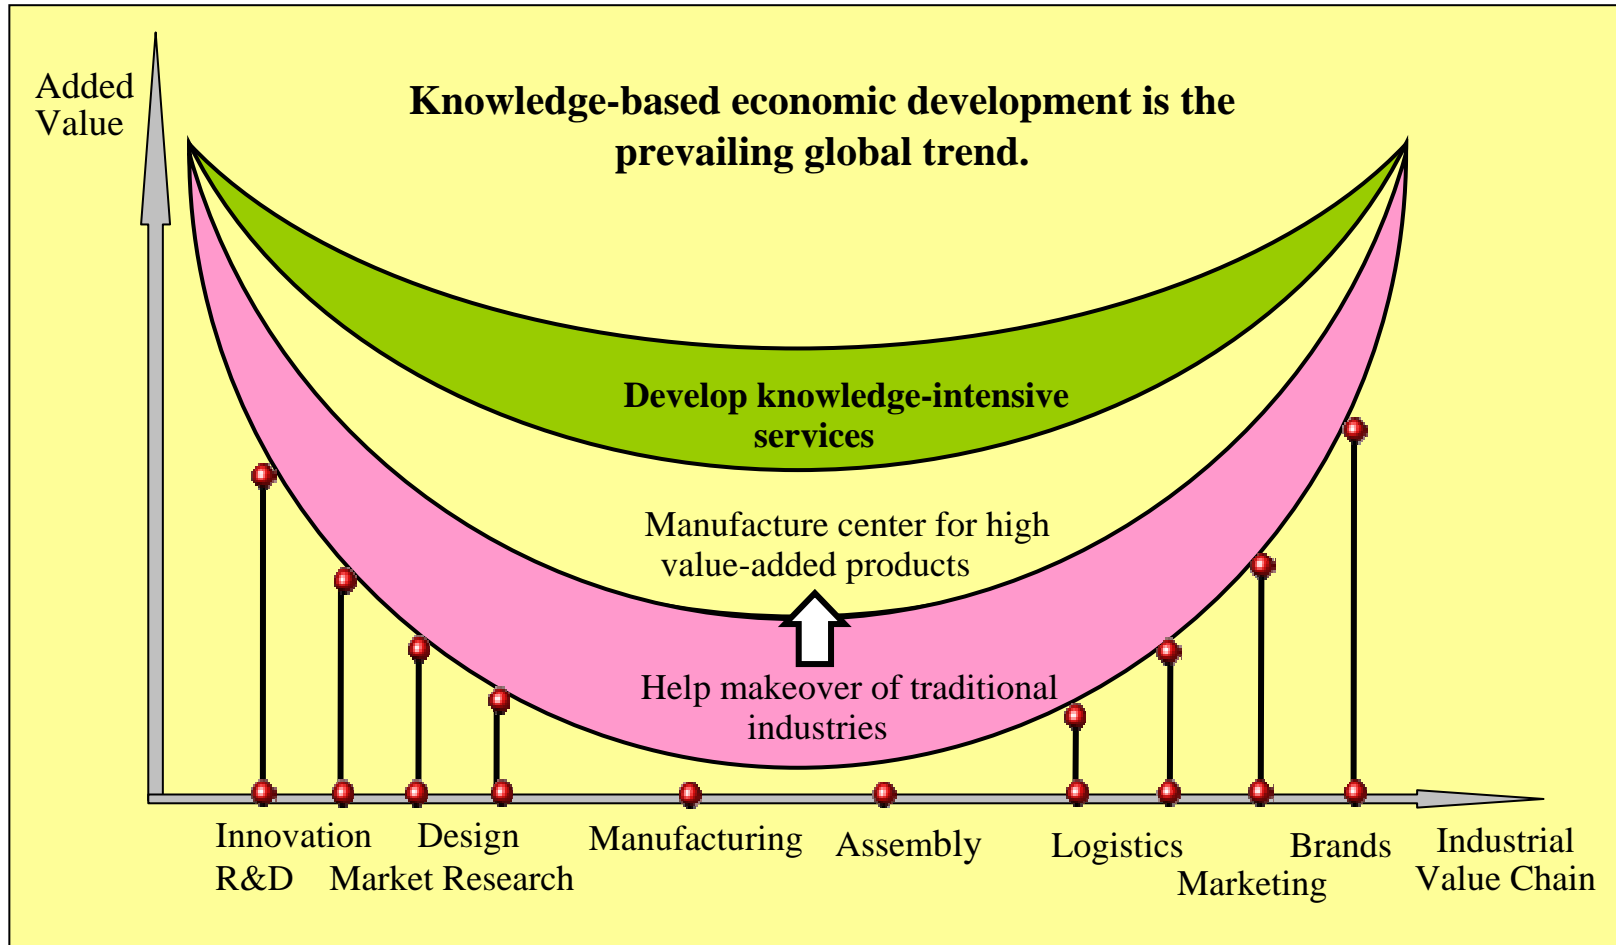 Added
Value
Knowledge-based economic development is the
prevailing global trend.
Develop knowledge-intensive
services
Manufacture center for high
value-added products
Help makeover of traditional
industries
Innovation
R&D
Design
Market Research
Manufacturing
Assembly
Logistics
Marketing
Brands
Industrial
Value Chain